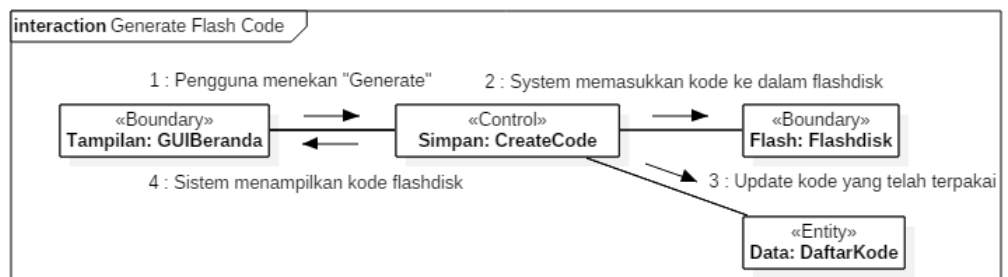 interaction Generate Flash Code
1 : Pengguna menekan "Generate"
2 : System memasukkan kode ke dalam flashdisk
«Boundary»
Tampilan: GUIBeranda
«Control»
Simpan: CreateCode
«Boundary»
Flash: Flashdisk
4 : Sistem menampilkan kode flashdisk
3 : Update kode yang telah terpakai
«Entity»
Data: DaftarKode